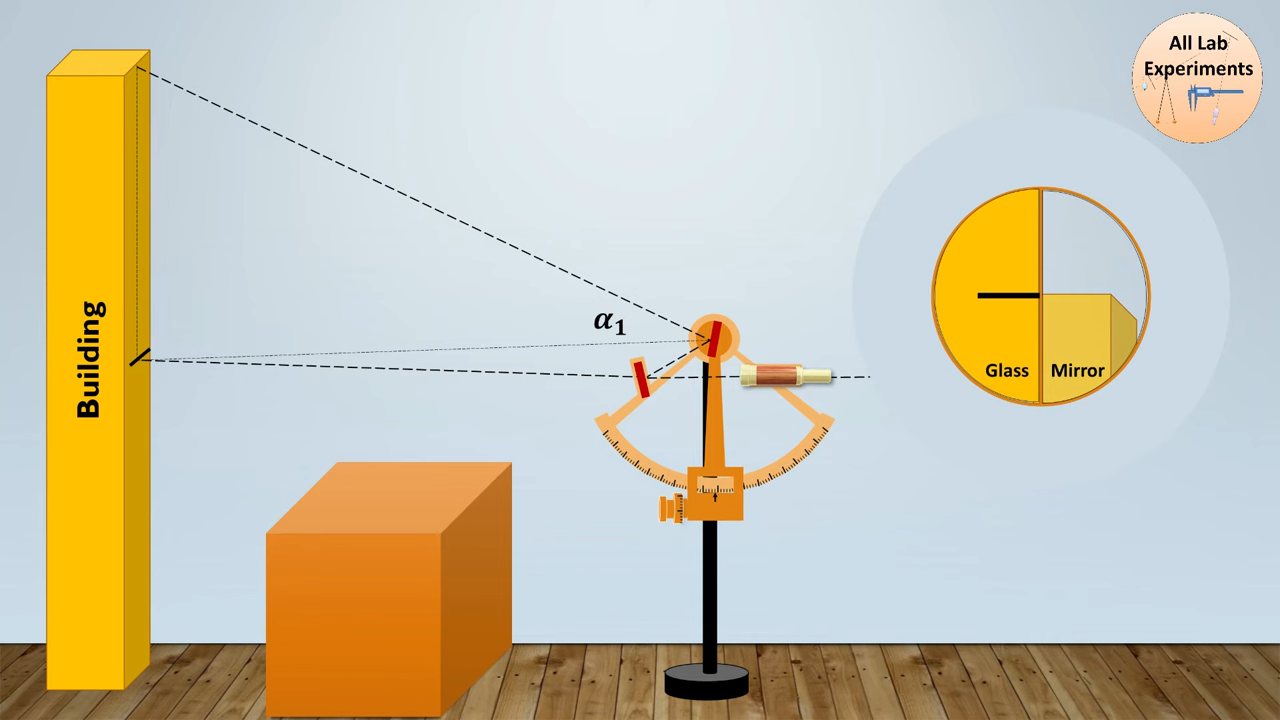 All Lab
Experiments
Building
α₁
Glass
Mirror